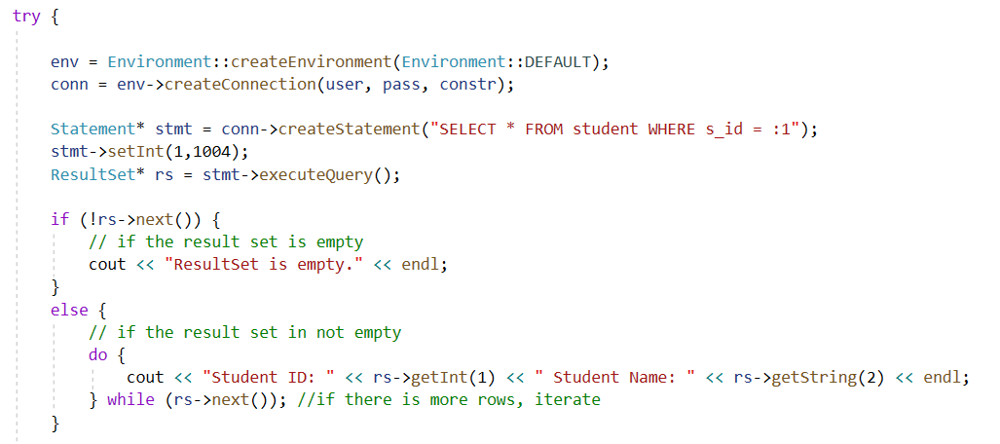 try {
env = Environment::createEnvironment(Environment::DEFAULT);
conn = env->createConnection(user, pass, constr);
Statement* stmt = conn->createStatement("SELECT * FROM student WHERE s_id = :1");
stmt->setInt(1,1004);
ResultSet* rs = stmt->executeQuery();
if (!rs->next()) {
// if the result set is empty
cout << "ResultSet is empty." << endl;
}
else {
// if the result set in not empty
do {
cout << "Student ID: " << rs->getInt(1) << " Student Name: " << rs->getString(2) << endl;
} while (rs->next()); //if there is more rows, iterate
}